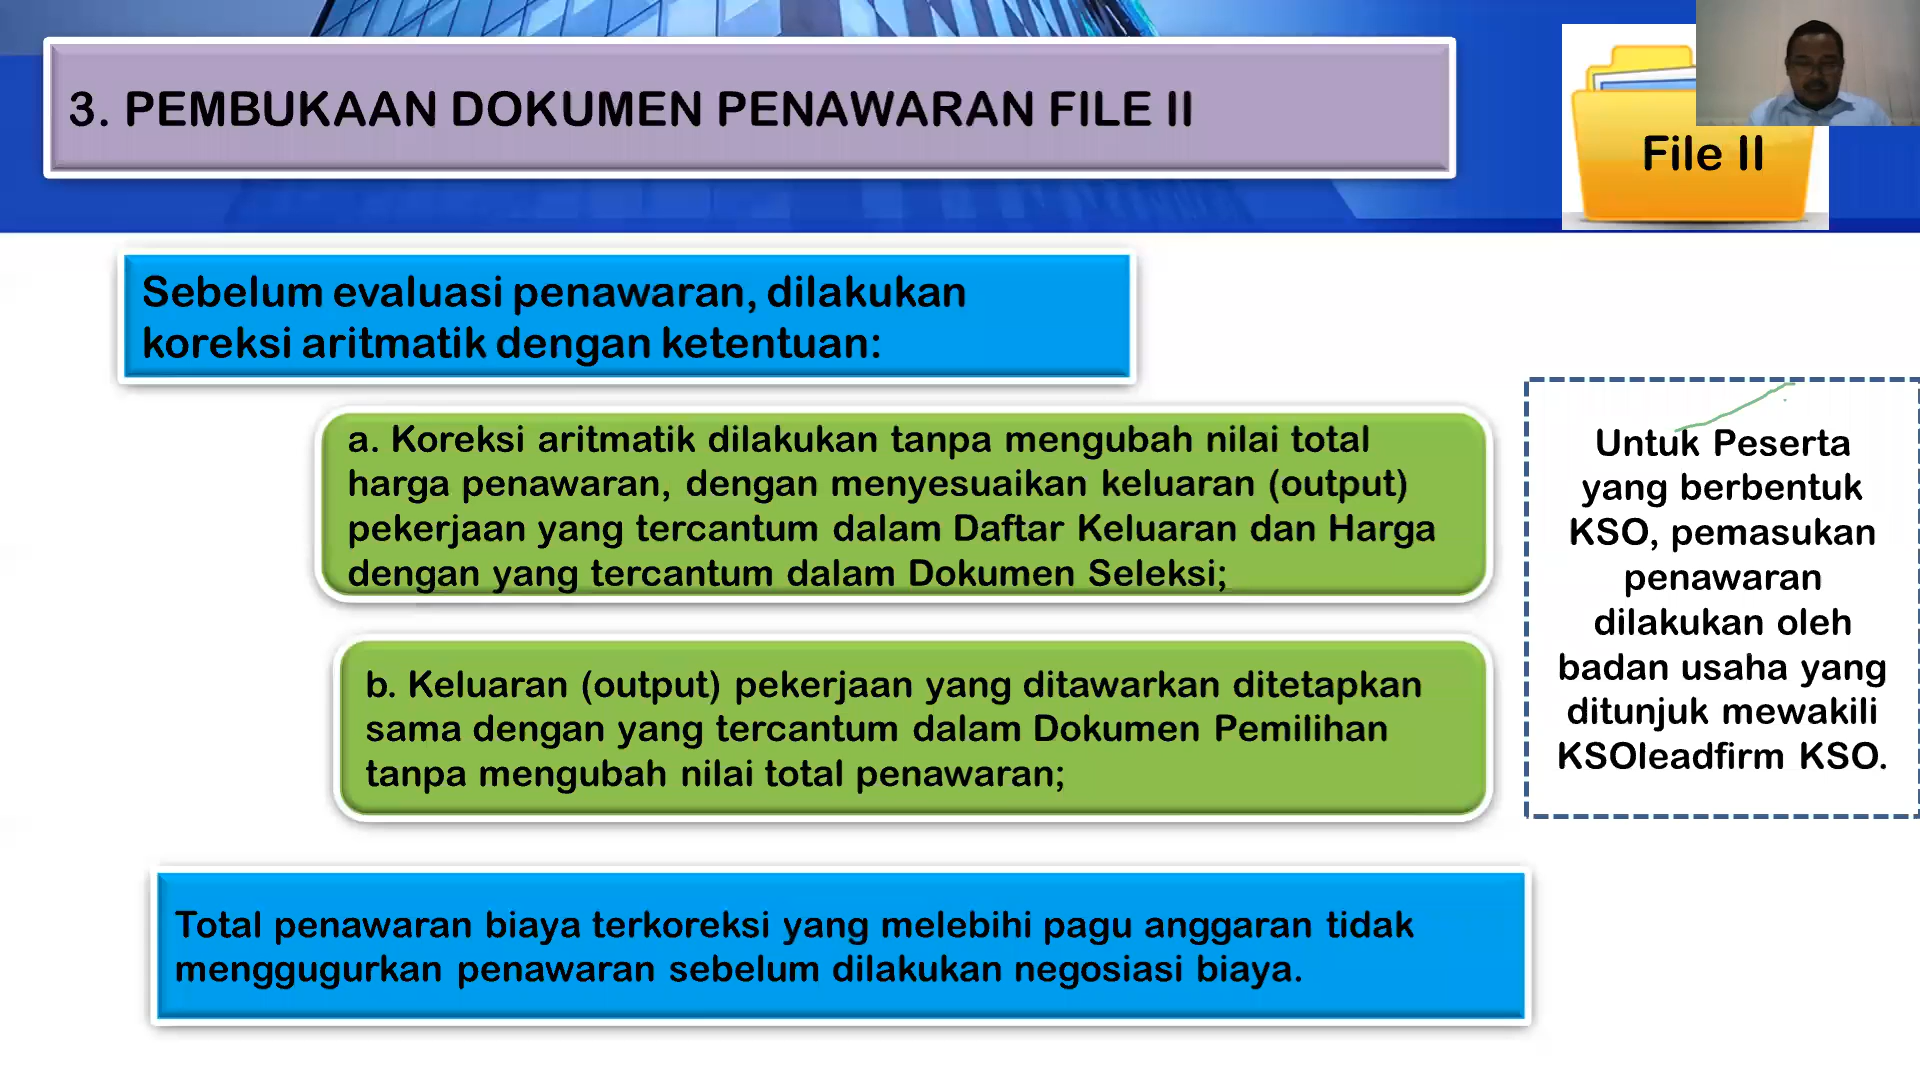 3. PEMBUKAAN DOKUMEN PENAWARAN FILE II
File II
Sebelum evaluasi penawaran, dilakukan
koreksi aritmatik dengan ketentuan:
a. Koreksi aritmatik dilakukan tanpa mengubah nilai total
harga penawaran, dengan menyesuaikan keluaran (output)
pekerjaan yang tercantum dalam Daftar Keluaran dan Harga
dengan yang tercantum dalam Dokumen Seleksi;
b. Keluaran (output) pekerjaan yang ditawarkan ditetapkan
sama dengan yang tercantum dalam Dokumen Pemilihan
tanpa mengubah nilai total penawaran;
Untuk Peserta
yang berbentuk
KSO, pemasukan
penawaran
dilakukan oleh
badan usaha yang
ditunjuk mewakili
KSOleadfirm KSO.
Total penawaran biaya terkoreksi yang melebihi pagu anggaran tidak
menggugurkan penawaran sebelum dilakukan negosiasi biaya.